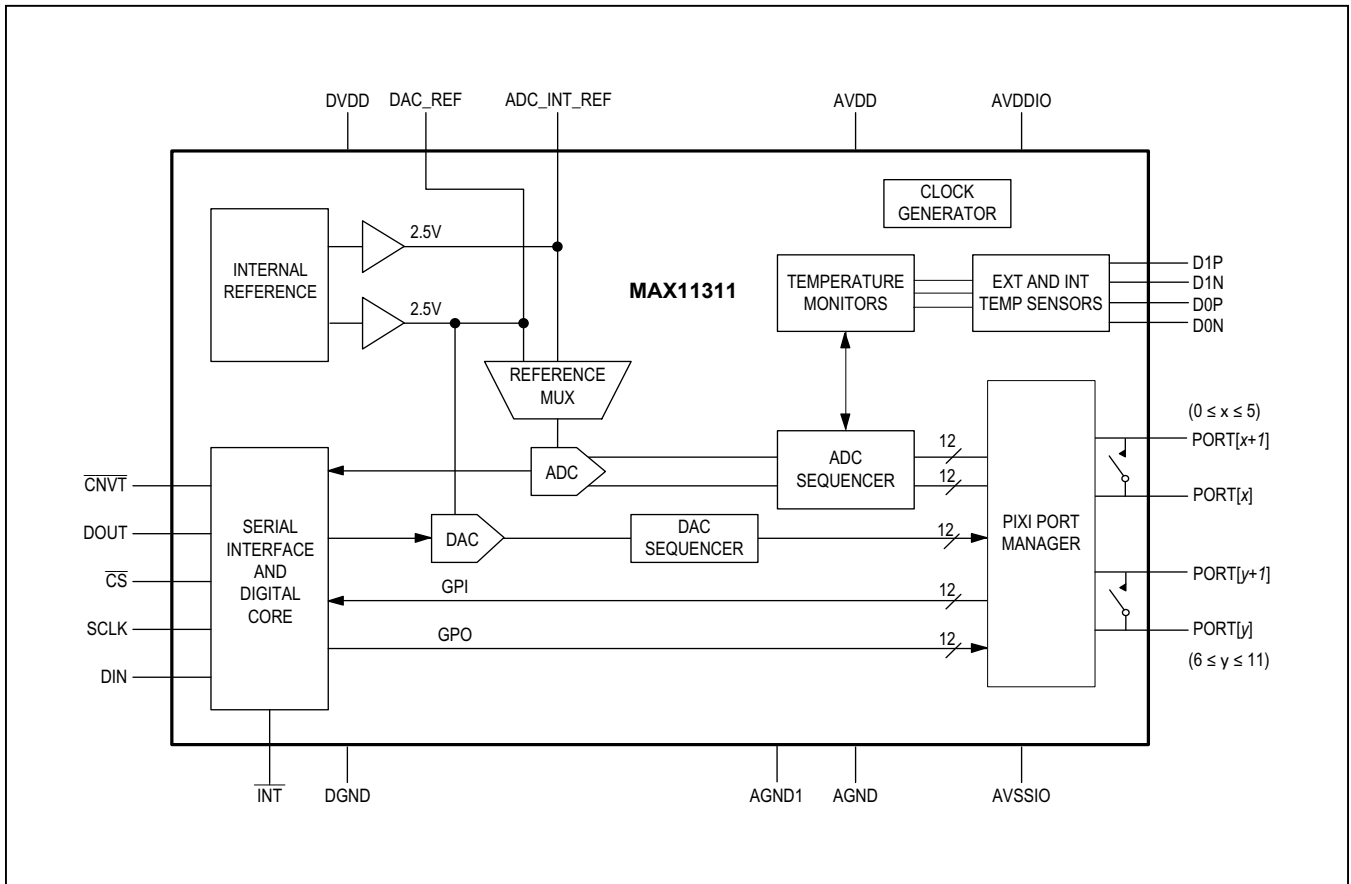 DVDD
DAC_REF
ADC_INT_REF
AVDD
AVDDIO
CLOCK
GENERATOR
2.5V
INTERNAL
REFERENCE
2.5V
MAX11311
TEMPERATURE
MONITORS
EXT AND INT
TEMP SENSORS
D1P
D1N
D0P
D0N
REFERENCE
MUX
(0 ≤ x ≤ 5)
PORT[x+1]
PORT[x]
ADC
ADC
SEQUENCER
12
12
CNVT
DOUT
CS
SCLK
DIN
SERIAL
INTERFACE
AND
DIGITAL
CORE
DAC
DAC
SEQUENCER
12
PIXI PORT
MANAGER
GPI
12
GPO
12
PORT[y+1]
PORT[y]
(6 ≤ y ≤ 11)
INT
DGND
AGND1
AGND
AVSSIO